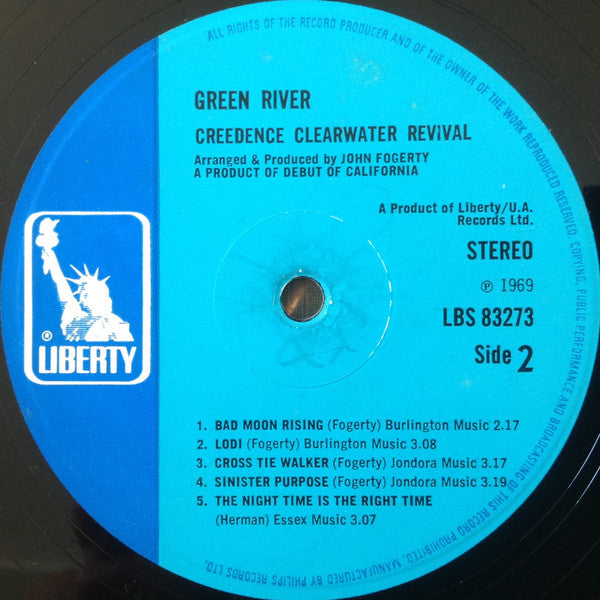 ALL RIGHTS OF THE RECORD PRODUCER AND OF THE OWNER OF THE WORK REPRODUCED RESERVED. COPYING, PUBLIC PERFORMANCE AND BROADCASTING OF THIS RECORD PROHIBITED. MANUFACTURED BY PHILIPS RECORDS LTD.
GREEN RIVER
CREEDENCE CLEARWATER REVIVAL
Arranged & Produced by JOHN FOGERTY
A PRODUCT OF DEBUT OF CALIFORNIA
A Product of Liberty/U.A.
Records Ltd.
STEREO
℗ 1969
LBS 83273
Side 2
® LIBERTY
1. BAD MOON RISING (Fogerty) Burlington Music 2.17
2. LODI (Fogerty) Burlington Music 3.08
3. CROSS TIE WALKER (Fogerty) Jondora Music 3.17
4. SINISTER PURPOSE (Fogerty) Jondora Music 3.19
5. THE NIGHT TIME IS THE RIGHT TIME
(Herman) Essex Music 3.07